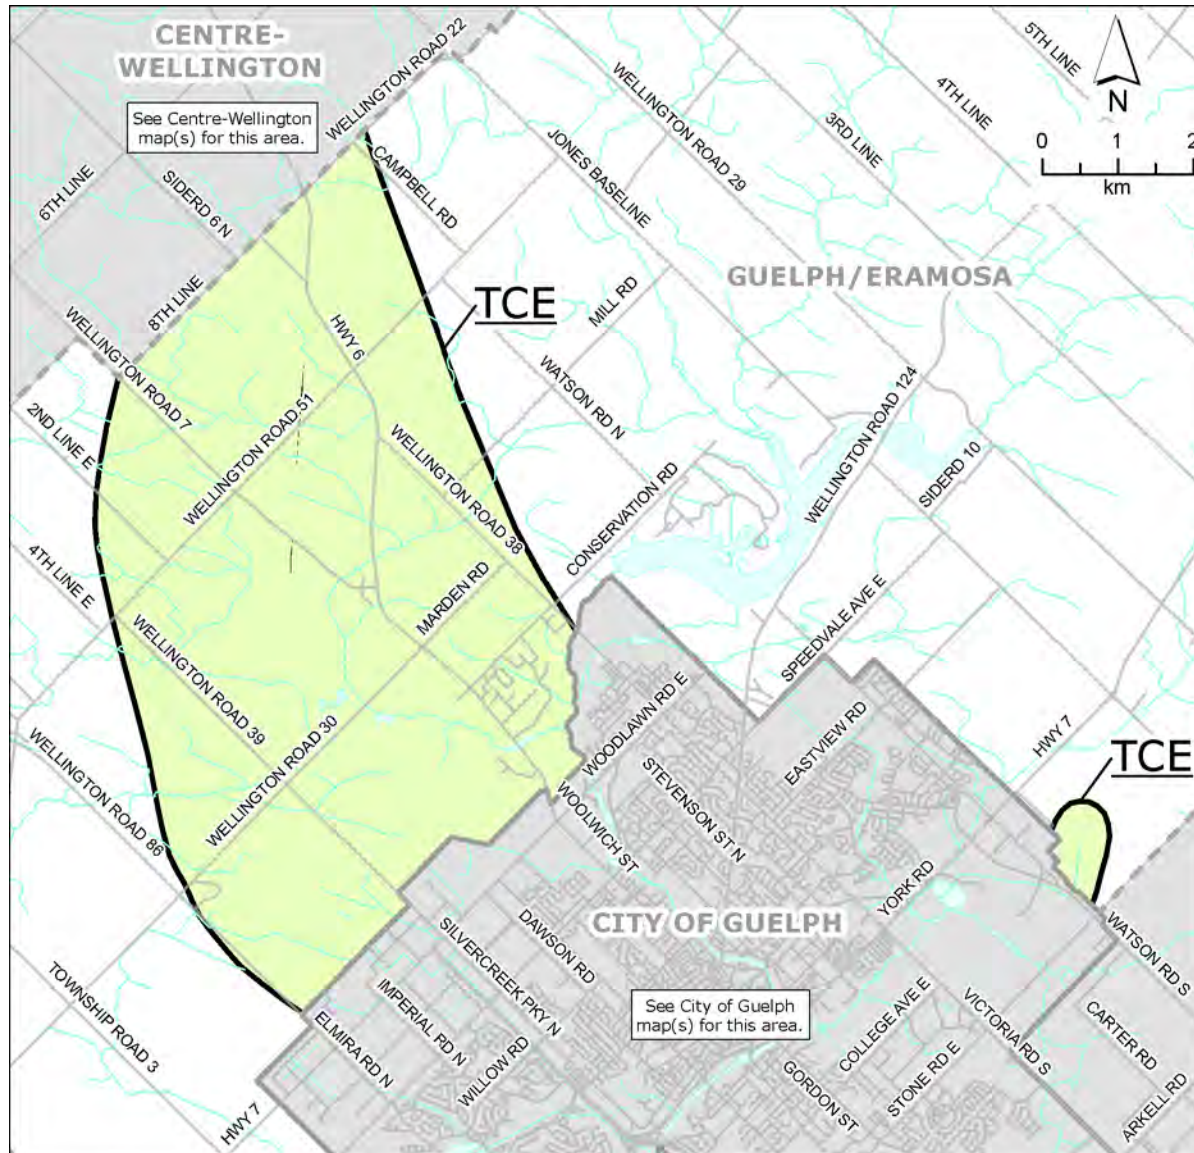 CENTRE-
WELLINGTON
See Centre-Wellington
map(s) for this area.
WELLINGTON ROAD 22
5TH LINE
4TH LINE
3RD LINE
WELLINGTON ROAD 29
JONES BASELINE
N
0 1 2
km
6TH LINE
SIDERD 6 N
CAMPBELL RD
8TH LINE
GUELPH/ERAMOSA
TCE
MILL RD
HWY 6
WELLINGTON ROAD 7
WATSON RD N
WELLINGTON ROAD 124
2ND LINE E
WELLINGTON ROAD 51
WELLINGTON ROAD 38
CONSERVATION RD
SIDERD 10
4TH LINE E
MARDEN RD
SPEEDVALE AVE E
WELLINGTON ROAD 39
WELLINGTON ROAD 30
WOODLAWN RD E
EASTVIEW RD
HWY 7
TCE
WELLINGTON ROAD 86
STEVENSON ST N
WOOLWICH ST
YORK RD
CITY OF GUELPH
DAWSON RD
SILVERCREEK PKY N
WATSON RD S
TOWNSHIP ROAD 3
IMPERIAL RD N
See City of Guelph
map(s) for this area.
COLLEGE AVE E
VICTORIA RD S
CARTER RD
ELMIRA RD N
WILLOW RD
GORDON ST
STONE RD E
ARKELL RD
HWY 7